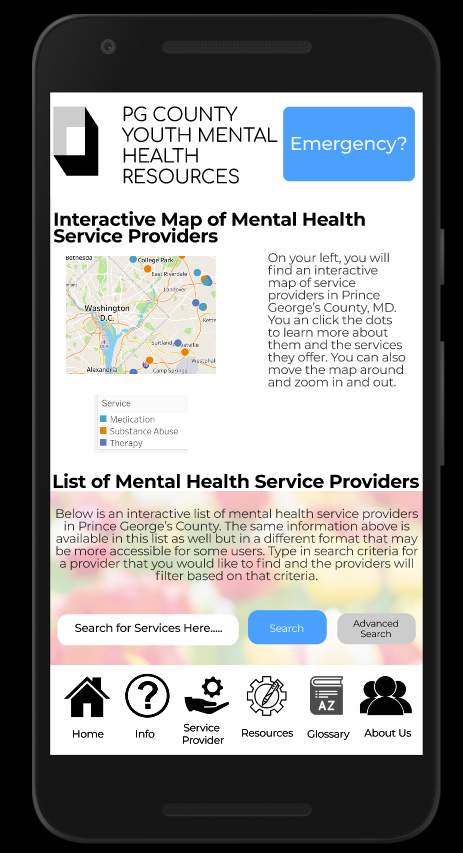 PG COUNTY
YOUTH MENTAL
HEALTH
RESOURCES
Emergency?
Interactive Map of Mental Health
Service Providers
Bethesda
College Park
East Riverdale
Landover
Washington
D.C.
Suitland
Westphal
Alexandria
Camp Springs
On your left, you will
find an interactive
map of service
providers in Prince
George's County, MD.
You an click the dots
to learn more about
them and the services
they offer. You can also
move the map around
and zoom in and out.
Service
Medication
Substance Abuse
Therapy
List of Mental Health Service Providers
Below is an interactive list of mental health service providers
in Prince George's County. The same information above is
available in this list as well but in a different format that may
be more accessible for some users. Type in search criteria for
a provider that you would like to find and the providers will
filter based on that criteria.
Search for Services Here.....
Search
Advanced
Search
Home
Info
Service
Provider
Resources
AZ
Glossary
About Us